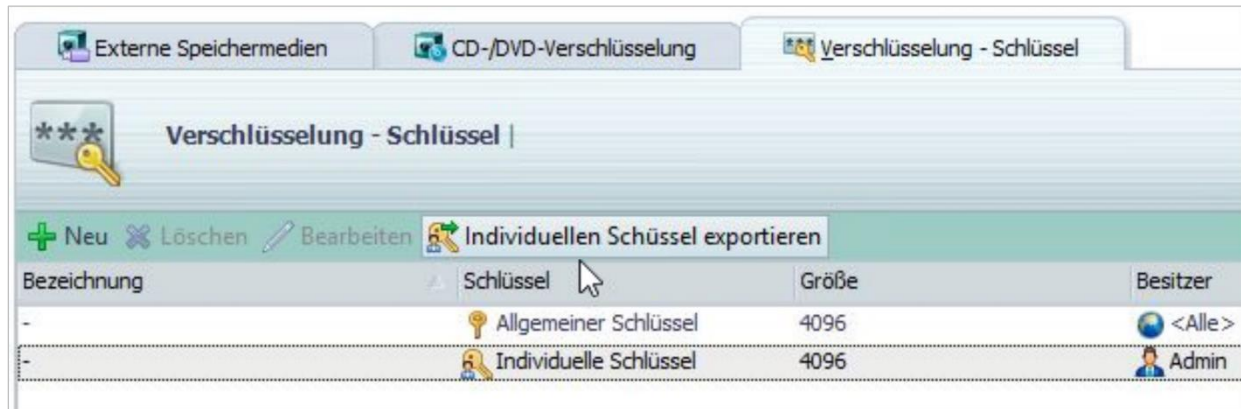 Externe Speichermedien CD-/DVD-Verschlüsselung Verschlüsselung - Schlüssel
*** Verschlüsselung - Schlüssel |
Neu Löschen Bearbeiten Individuellen Schüssel exportieren
Bezeichnung Schlüssel Größe Besitzer
- Allgemeiner Schlüssel 4096 <Alle>
- Individuelle Schlüssel 4096 Admin